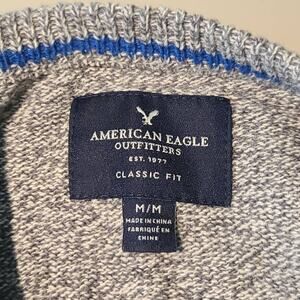 AMERICAN EAGLE
OUTFITTERS
EST. 1977
CLASSIC FIT
M/M
MADE IN CHINA
FABRIQUÉ EN
CHINE